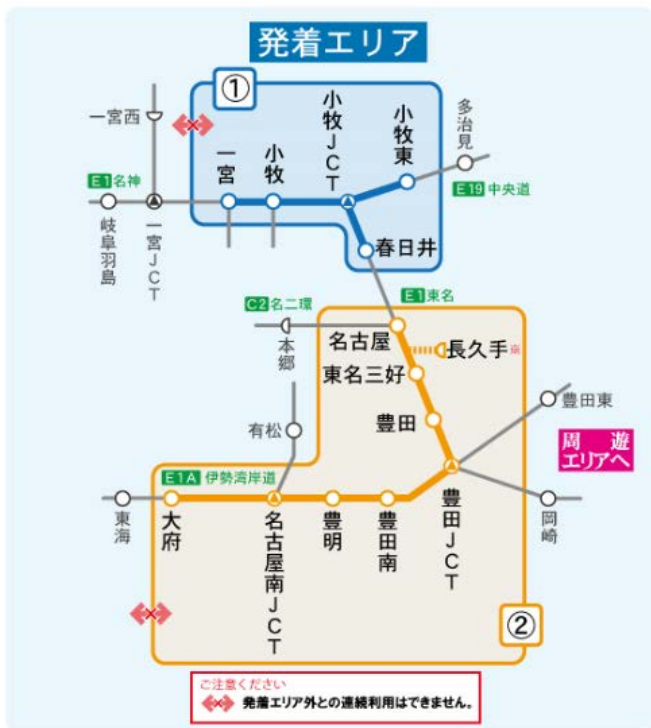 発着エリア
①
一宮西
小牧JCT
小牧東
多治見
一宮
小牧
E1 名神
E19 中央道
岐阜羽島
一宮JCT
春日井
C2 名二環
E1 東名
名古屋
長久手※
本郷
東名三好
有松
豊田
豊田東
周遊
エリアへ
E1A 伊勢湾岸道
東海
大府
名古屋南JCT
豊明
豊田南
豊田JCT
岡崎
②
ご注意ください
発着エリア外との連続利用はできません。